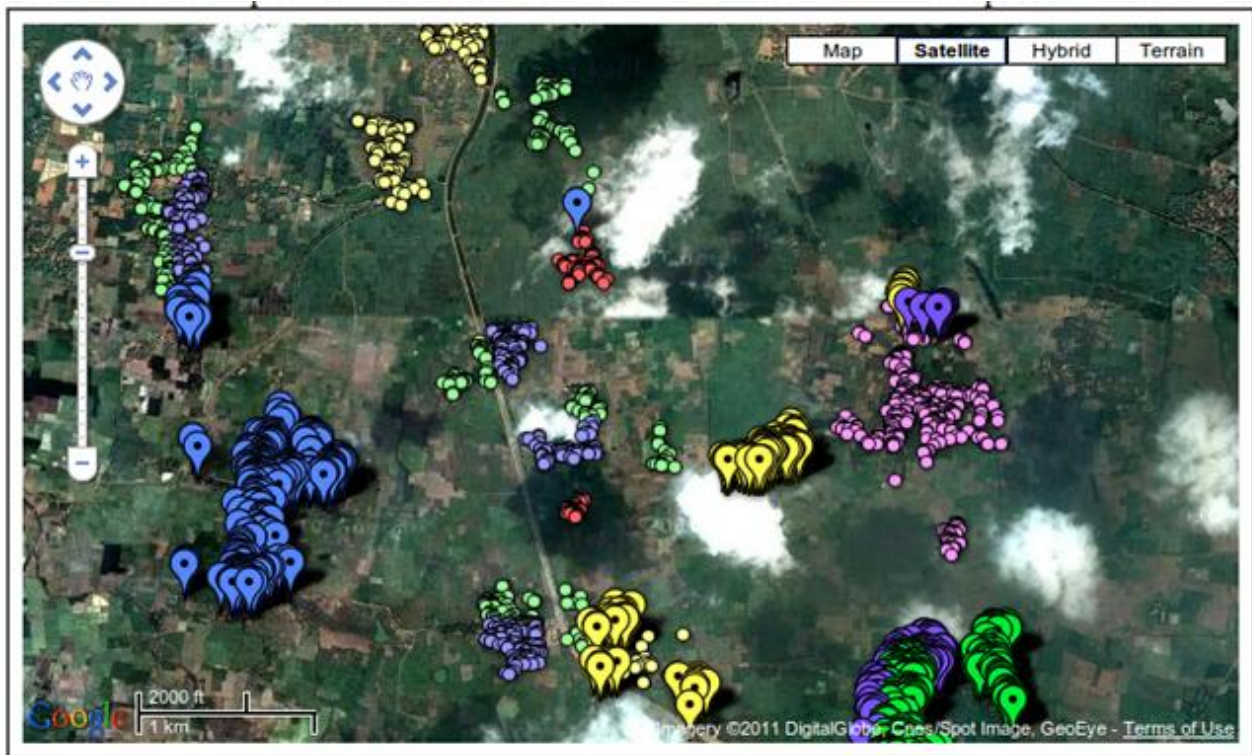 Map Satellite Hybrid Terrain
2000 ft
1 km
Google
Imagery ©2011 DigitalGlobe, Cnes/Spot Image, GeoEye - Terms of Use